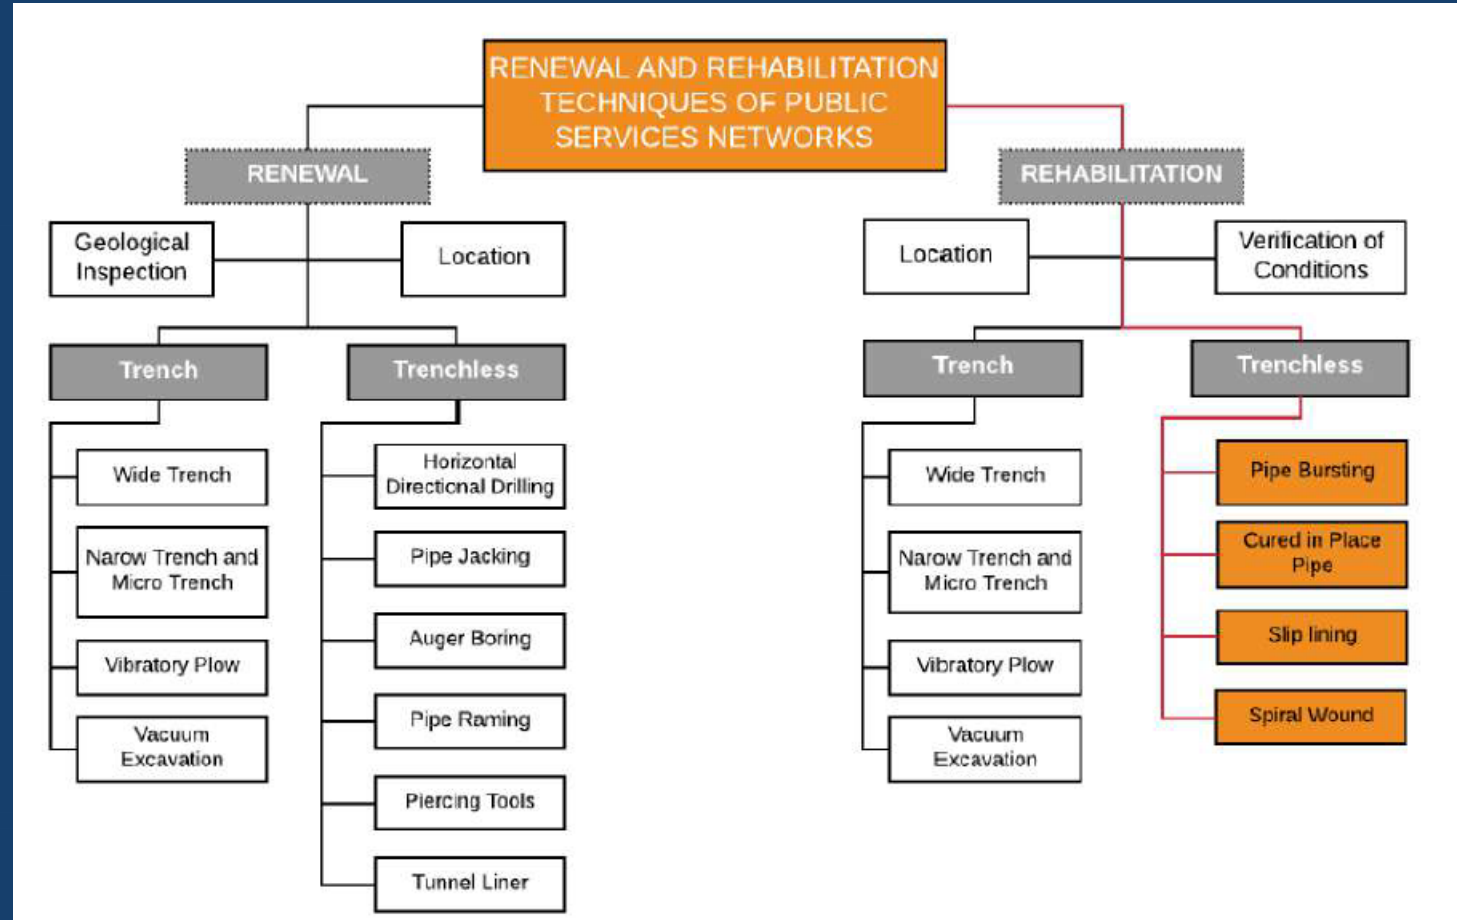 RENEWAL AND REHABILITATION
TECHNIQUES OF PUBLIC
SERVICES NETWORKS
RENEWAL
Geological
Inspection
Location
Trench
Wide Trench
Narow Trench and
Micro Trench
Vibratory Plow
Vacuum
Excavation
Trenchless
Horizontal
Directional Drilling
Pipe Jacking
Auger Boring
Pipe Raming
Piercing Tools
Tunnel Liner
REHABILITATION
Location
Verification of
Conditions
Trench
Wide Trench
Narow Trench and
Micro Trench
Vibratory Plow
Vacuum
Excavation
Trenchless
Pipe Bursting
Cured in Place
Pipe
Slip lining
Spiral Wound